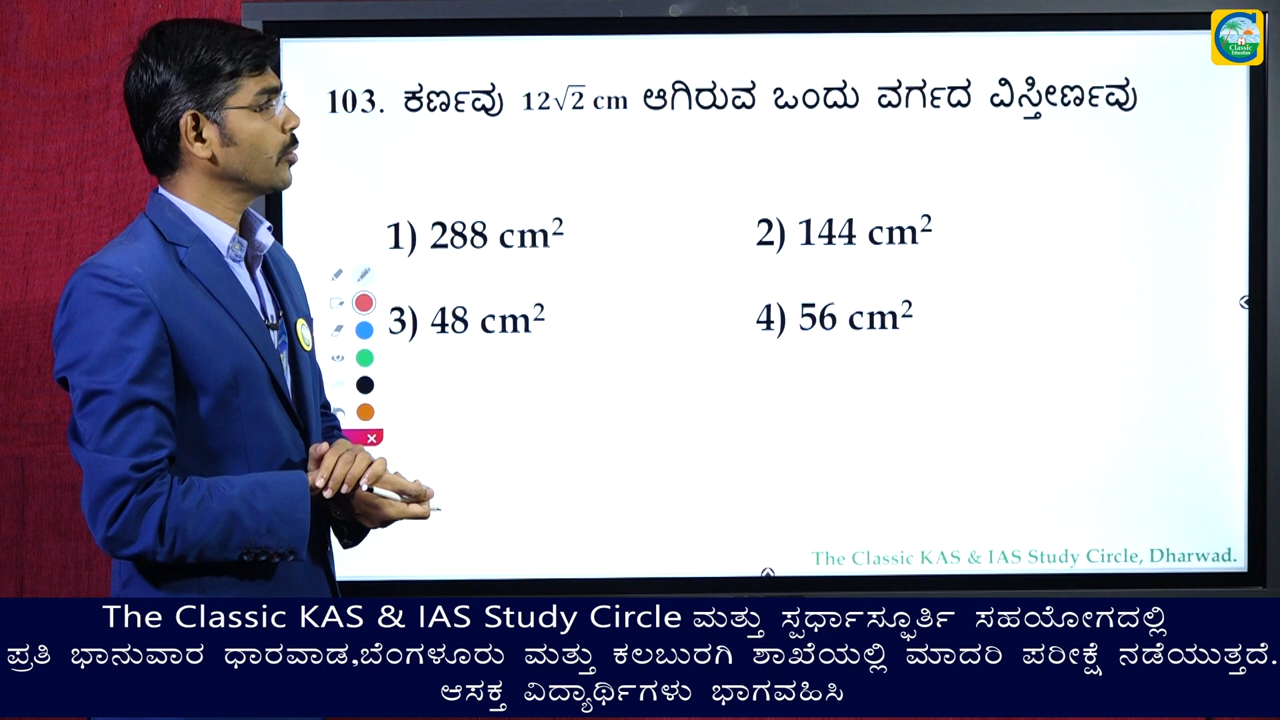 Classic
Education
103. ಕರ್ಣವು 12√2 cm ಆಗಿರುವ ಒಂದು ವರ್ಗದ ವಿಸ್ತೀರ್ಣವು
1) 288 cm² 2) 144 cm²
3) 48 cm² 4) 56 cm²
The Classic KAS & IAS Study Circle, Dharwad.
The Classic KAS & IAS Study Circle ಮತ್ತು ಸ್ಪರ್ಧಾಸ್ಫೂರ್ತಿ ಸಹಯೋಗದಲ್ಲಿ
ಪ್ರತಿ ಭಾನುವಾರ ಧಾರವಾಡ,ಬೆಂಗಳೂರು ಮತ್ತು ಕಲಬುರಗಿ ಶಾಖೆಯಲ್ಲಿ ಮಾದರಿ ಪರೀಕ್ಷೆ ನಡೆಯುತ್ತದೆ.
ಆಸಕ್ತ ವಿದ್ಯಾರ್ಥಿಗಳು ಭಾಗವಹಿಸಿ